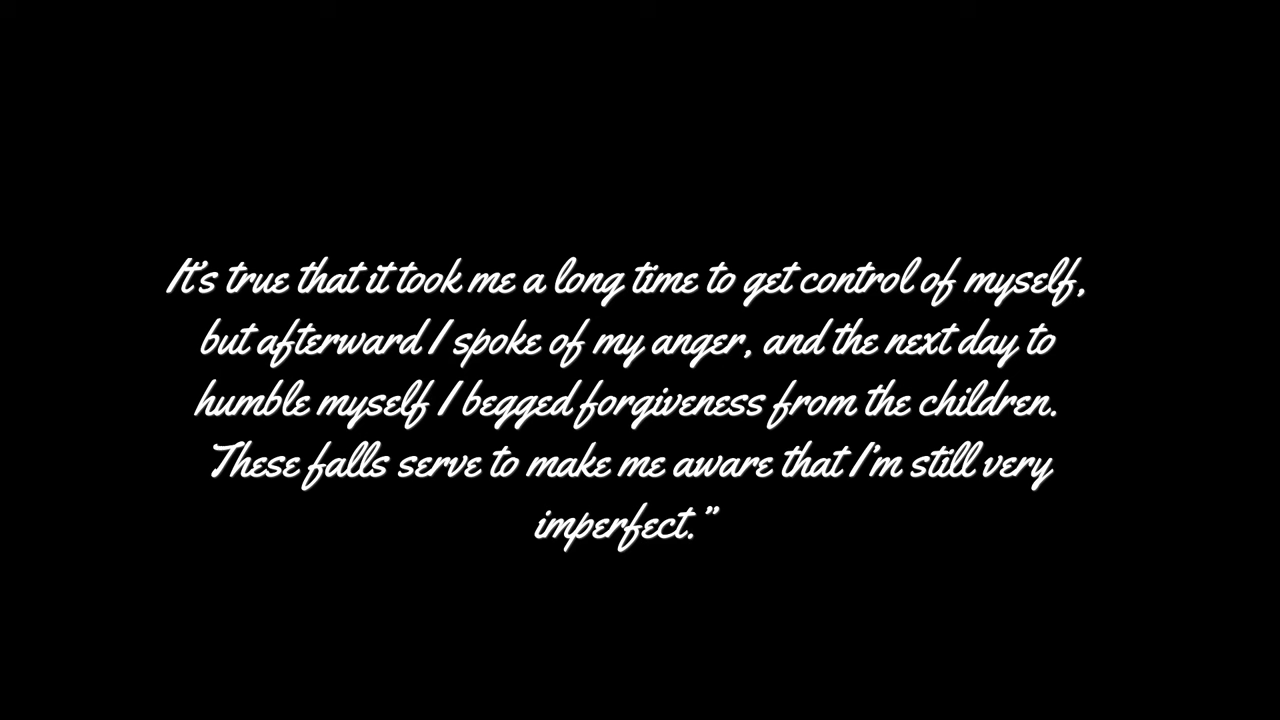 It's true that it took me a long time to get control of myself,
but afterward I spoke of my anger, and the next day to
humble myself I begged forgiveness from the children.
These falls serve to make me aware that I'm still very
imperfect.”